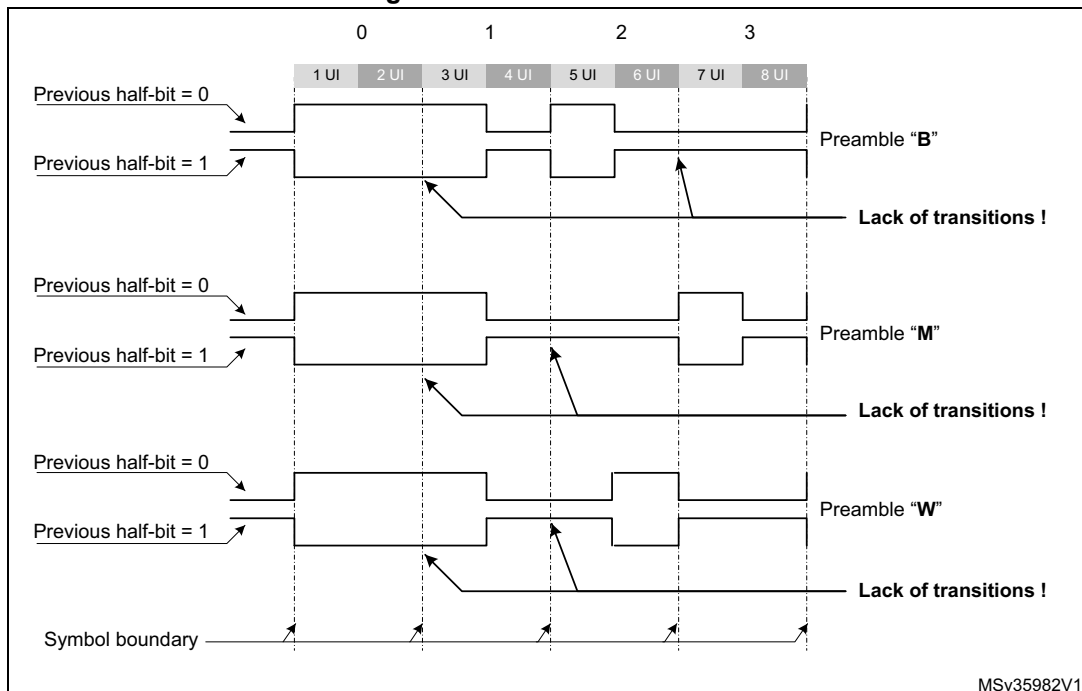 0 1 2 3
1 UI 2 UI 3 UI 4 UI 5 UI 6 UI 7 UI 8 UI
Previous half-bit = 0
Preamble “B”
Previous half-bit = 1
Lack of transitions !
Previous half-bit = 0
Preamble “M”
Previous half-bit = 1
Lack of transitions !
Previous half-bit = 0
Preamble “W”
Previous half-bit = 1
Lack of transitions !
Symbol boundary
MSv35982V1